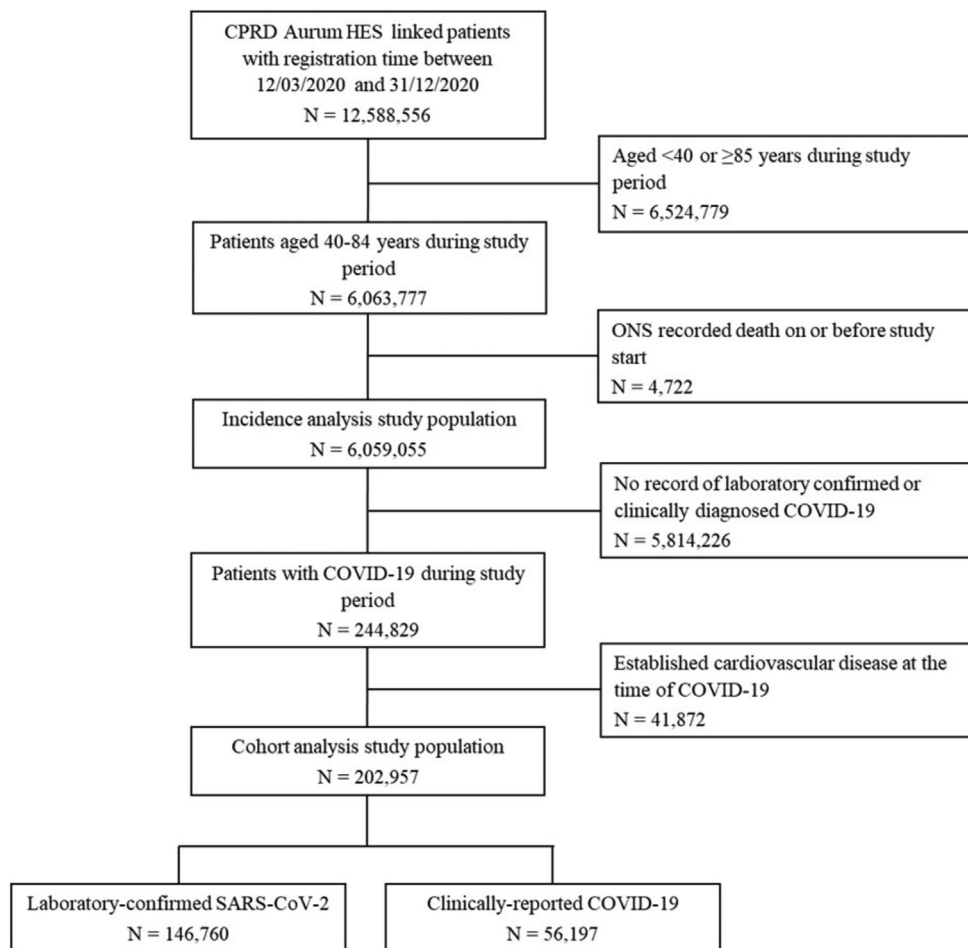 CPRD Aurum HES linked patients
with registration time between
12/03/2020 and 31/12/2020
N = 12,588,556
Aged <40 or ≥85 years during study
period
N = 6,524,779
Patients aged 40-84 years during study
period
N = 6,063,777
ONS recorded death on or before study
start
N = 4,722
Incidence analysis study population
N = 6,059,055
No record of laboratory confirmed or
clinically diagnosed COVID-19
N = 5,814,226
Patients with COVID-19 during study
period
N = 244,829
Established cardiovascular disease at the
time of COVID-19
N = 41,872
Cohort analysis study population
N = 202,957
Laboratory-confirmed SARS-CoV-2
N = 146,760
Clinically-reported COVID-19
N = 56,197